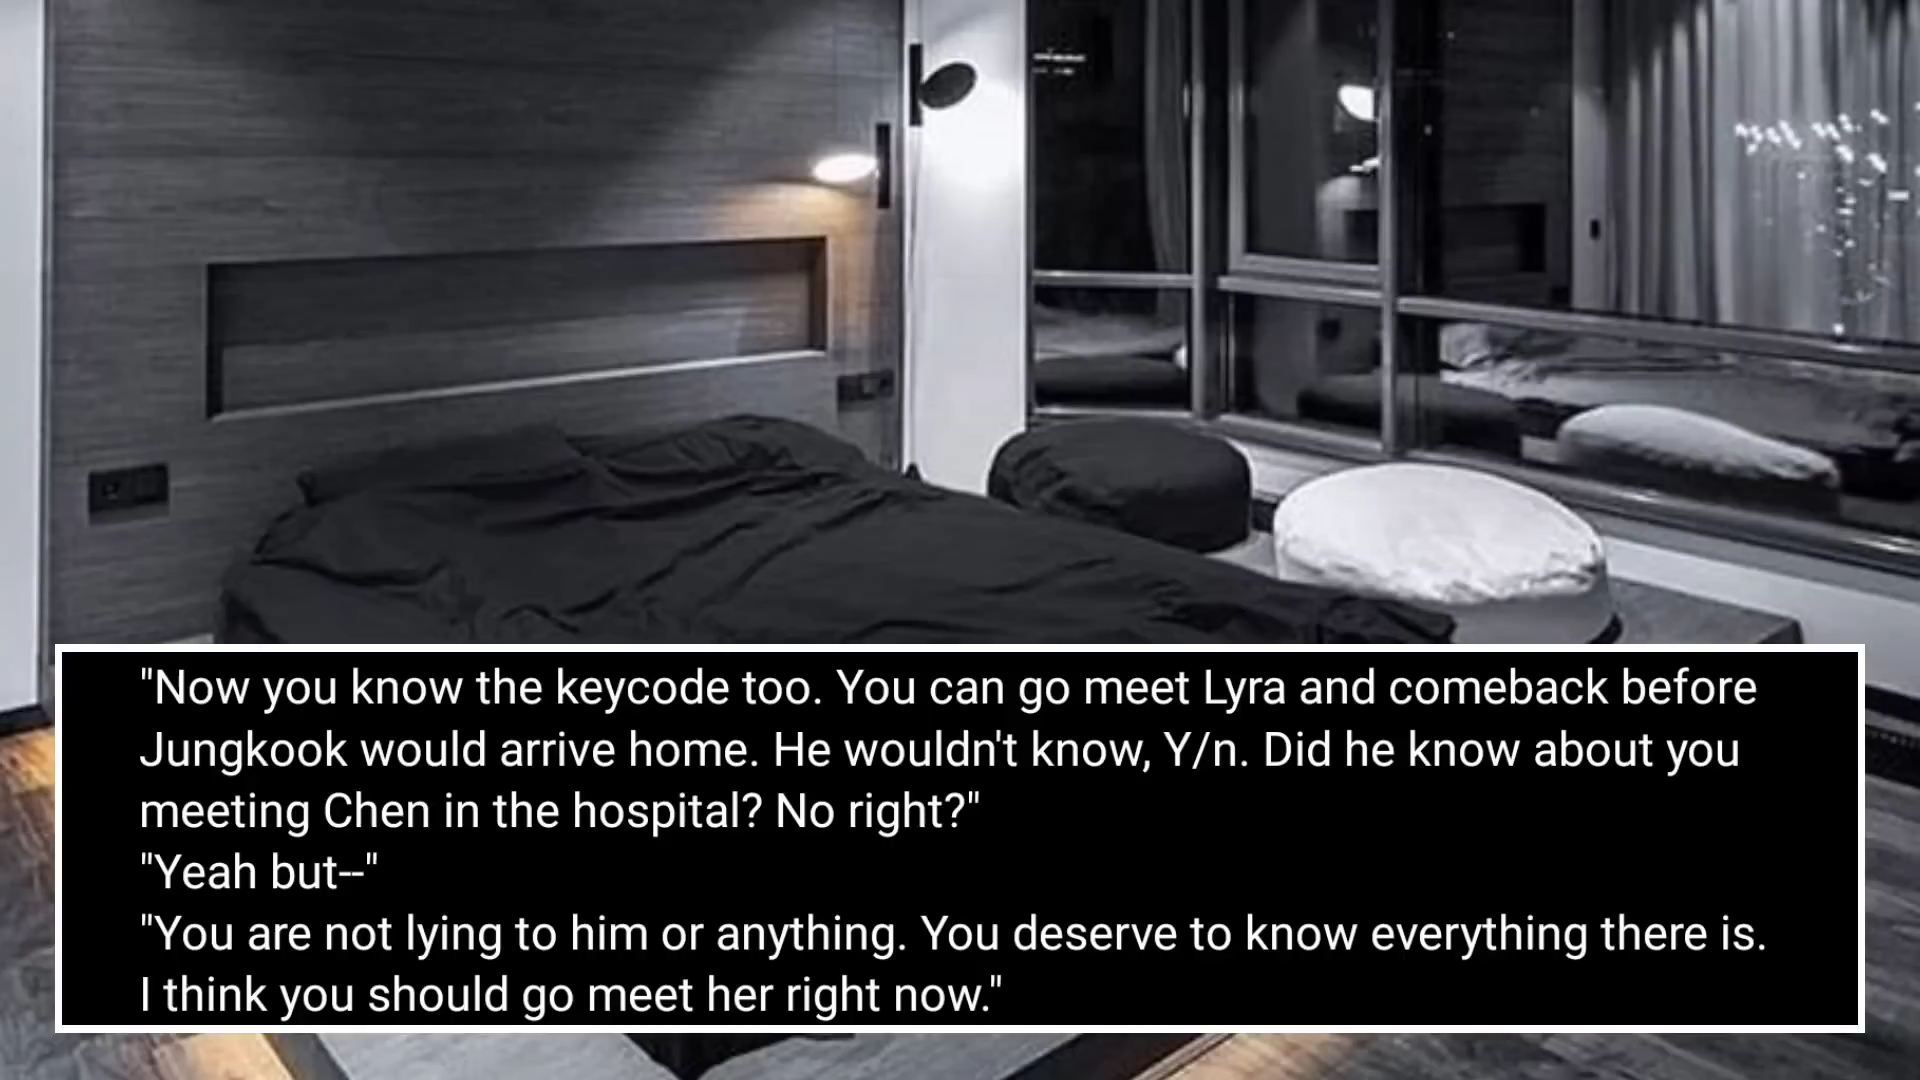 "Now you know the keycode too. You can go meet Lyra and comeback before
Jungkook would arrive home. He wouldn't know, Y/n. Did he know about you
meeting Chen in the hospital? No right?"
"Yeah but--"
"You are not lying to him or anything. You deserve to know everything there is.
I think you should go meet her right now."